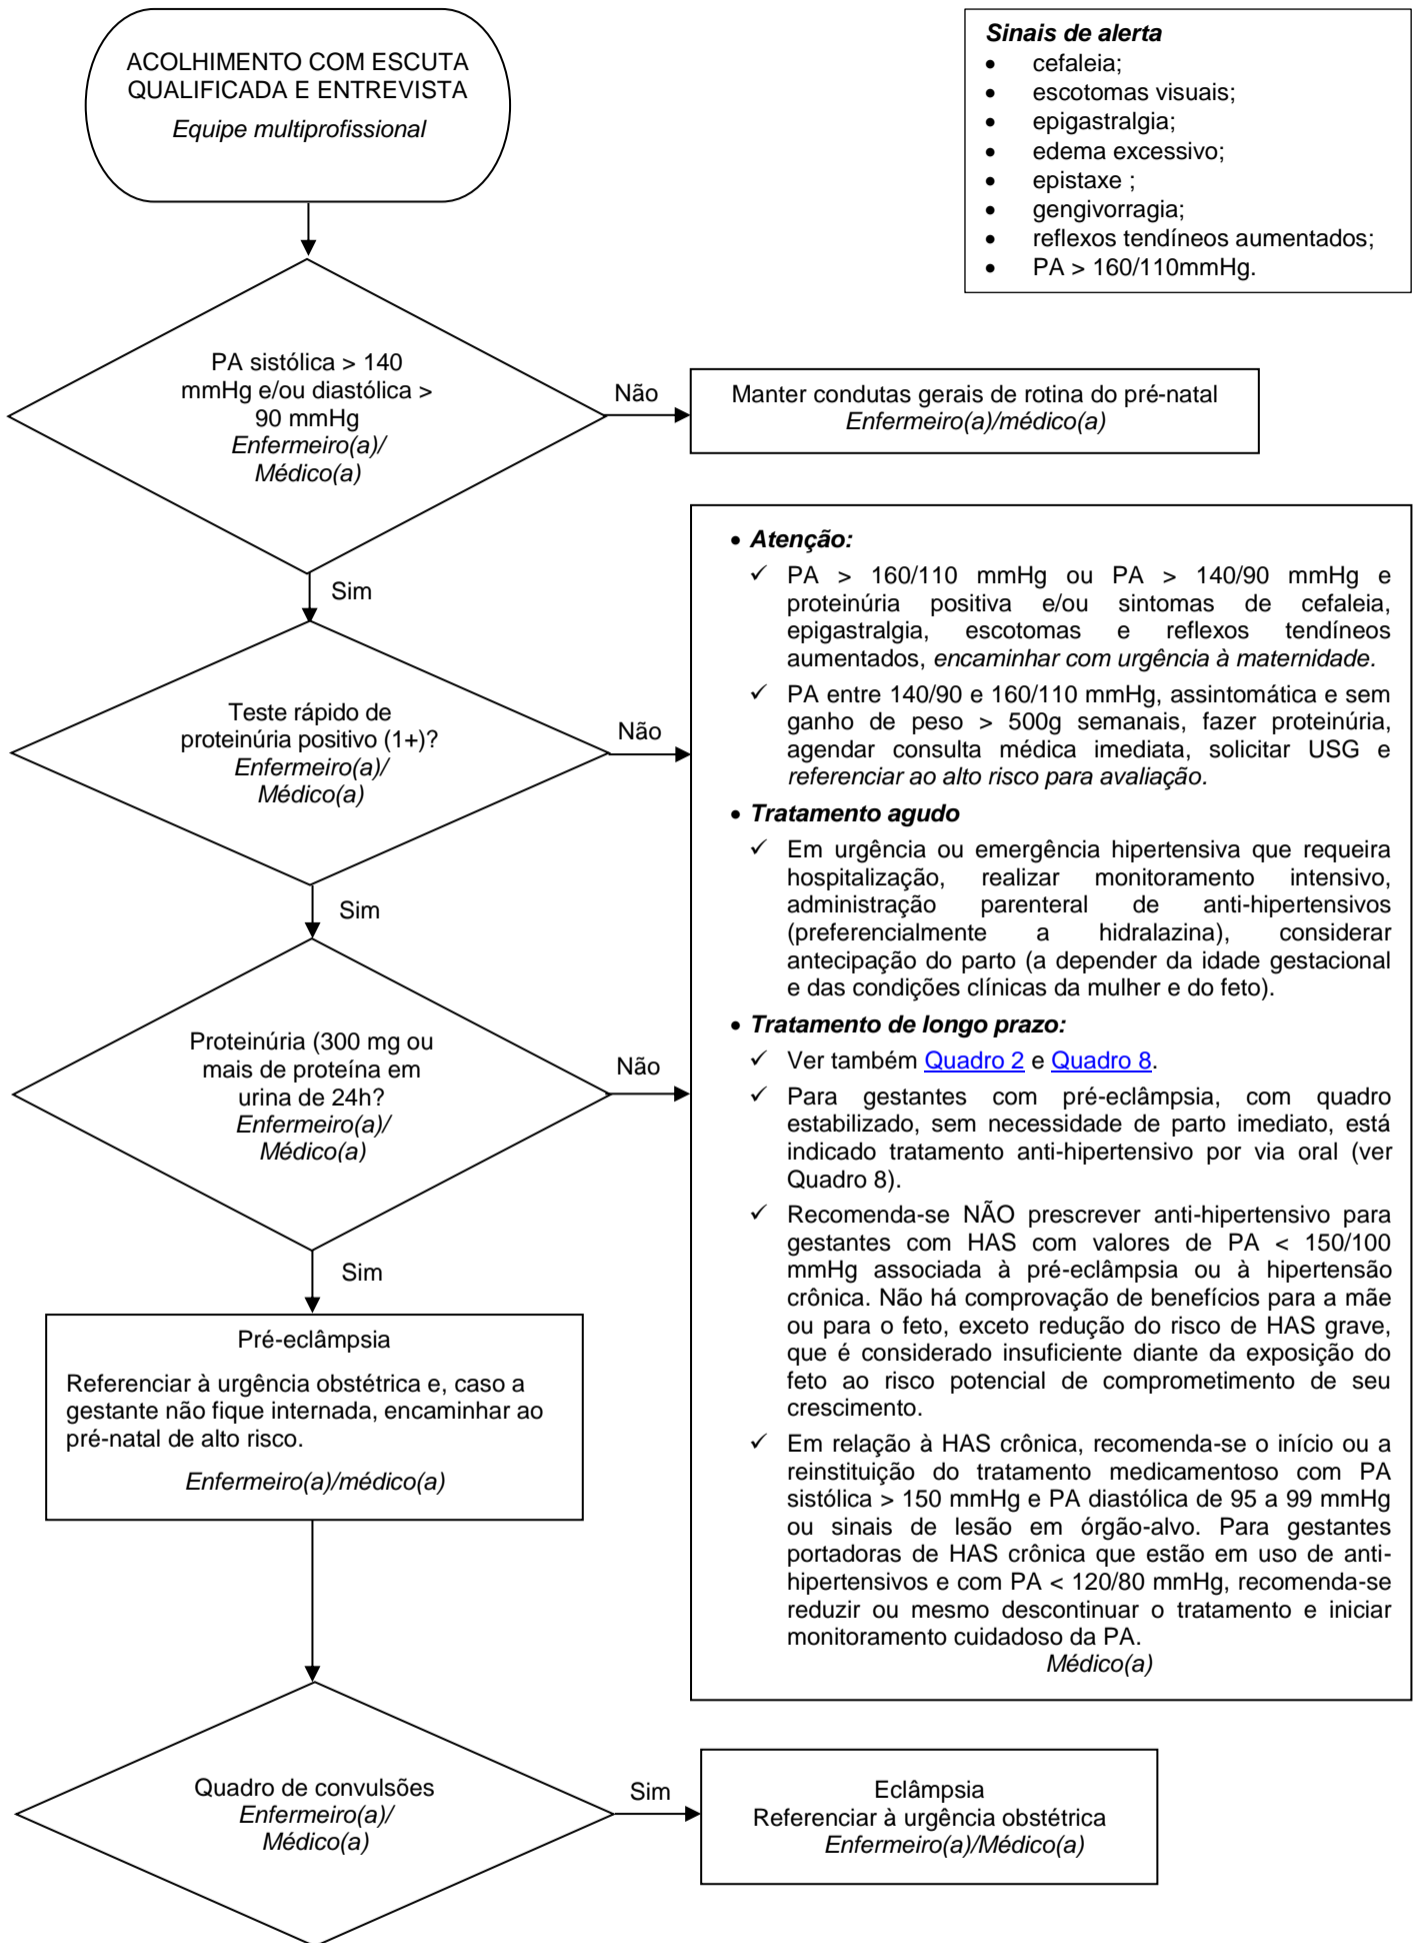 ACOLHIMENTO COM ESCUTA
QUALIFICADA E ENTREVISTA
Equipe multiprofissional
Sinais de alerta
• cefaleia;
• escotomas visuais;
• epigastralgia;
• edema excessivo;
• epistaxe ;
• gengivorragia;
• reflexos tendíneos aumentados;
• PA > 160/110mmHg.
PA sistólica > 140
mmHg e/ou diastólica >
90 mmHg
Enfermeiro(a)/
Médico(a)
Não
Manter condutas gerais de rotina do pré-natal
Enfermeiro(a)/médico(a)
Sim
Teste rápido de
proteinúria positivo (1+)?
Enfermeiro(a)/
Médico(a)
Não
Sim
Proteinúria (300 mg ou
mais de proteína em
urina de 24h?
Enfermeiro(a)/
Médico(a)
Não
Sim
• Atenção:
✓ PA > 160/110 mmHg ou PA > 140/90 mmHg e
proteinúria positiva e/ou sintomas de cefaleia,
epigastralgia, escotomas e reflexos tendíneos
aumentados, encaminhar com urgência à maternidade.
✓ PA entre 140/90 e 160/110 mmHg, assintomática e sem
ganho de peso > 500g semanais, fazer proteinúria,
agendar consulta médica imediata, solicitar USG e
referenciar ao alto risco para avaliação.
• Tratamento agudo
✓ Em urgência ou emergência hipertensiva que requeira
hospitalização, realizar monitoramento intensivo,
administração parenteral de anti-hipertensivos
(preferencialmente a hidralazina), considerar
antecipação do parto (a depender da idade gestacional
e das condições clínicas da mulher e do feto).
• Tratamento de longo prazo:
✓ Ver também Quadro 2 e Quadro 8.
✓ Para gestantes com pré-eclâmpsia, com quadro
estabilizado, sem necessidade de parto imediato, está
indicado tratamento anti-hipertensivo por via oral (ver
Quadro 8).
✓ Recomenda-se NÃO prescrever anti-hipertensivo para
gestantes com HAS com valores de PA < 150/100
mmHg associada à pré-eclâmpsia ou à hipertensão
crônica. Não há comprovação de benefícios para a mãe
ou para o feto, exceto redução do risco de HAS grave,
que é considerado insuficiente diante da exposição do
feto ao risco potencial de comprometimento de seu
crescimento.
✓ Em relação à HAS crônica, recomenda-se o início ou a
reinstituição do tratamento medicamentoso com PA
sistólica > 150 mmHg e PA diastólica de 95 a 99 mmHg
ou sinais de lesão em órgão-alvo. Para gestantes
portadoras de HAS crônica que estão em uso de anti-
hipertensivos e com PA < 120/80 mmHg, recomenda-se
reduzir ou mesmo descontinuar o tratamento e iniciar
monitoramento cuidadoso da PA.
Médico(a)
Pré-eclâmpsia
Referenciar à urgência obstétrica e, caso a
gestante não fique internada, encaminhar ao
pré-natal de alto risco.
Enfermeiro(a)/médico(a)
Quadro de convulsões
Enfermeiro(a)/
Médico(a)
Sim
Eclâmpsia
Referenciar à urgência obstétrica
Enfermeiro(a)/Médico(a)